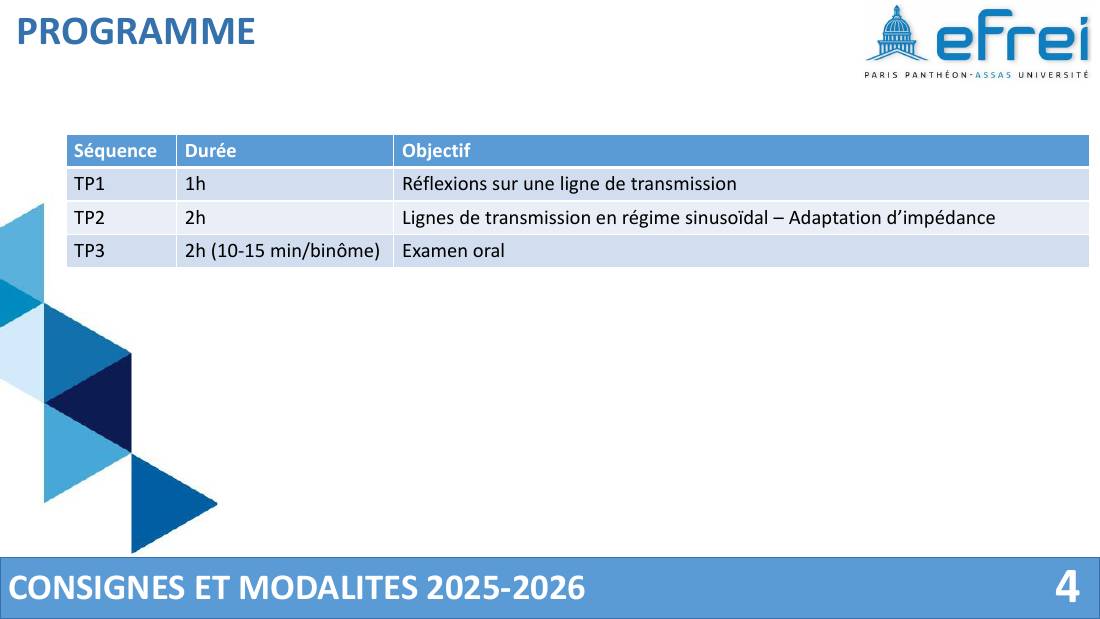 PROGRAMME
efrei
PARIS PANTHÉON-ASSAS UNIVERSITÉ
Séquence Durée Objectif
TP1 1h Réflexions sur une ligne de transmission
TP2 2h Lignes de transmission en régime sinusoïdal – Adaptation d’impédance
TP3 2h (10-15 min/binôme) Examen oral
CONSIGNES ET MODALITES 2025-2026 4